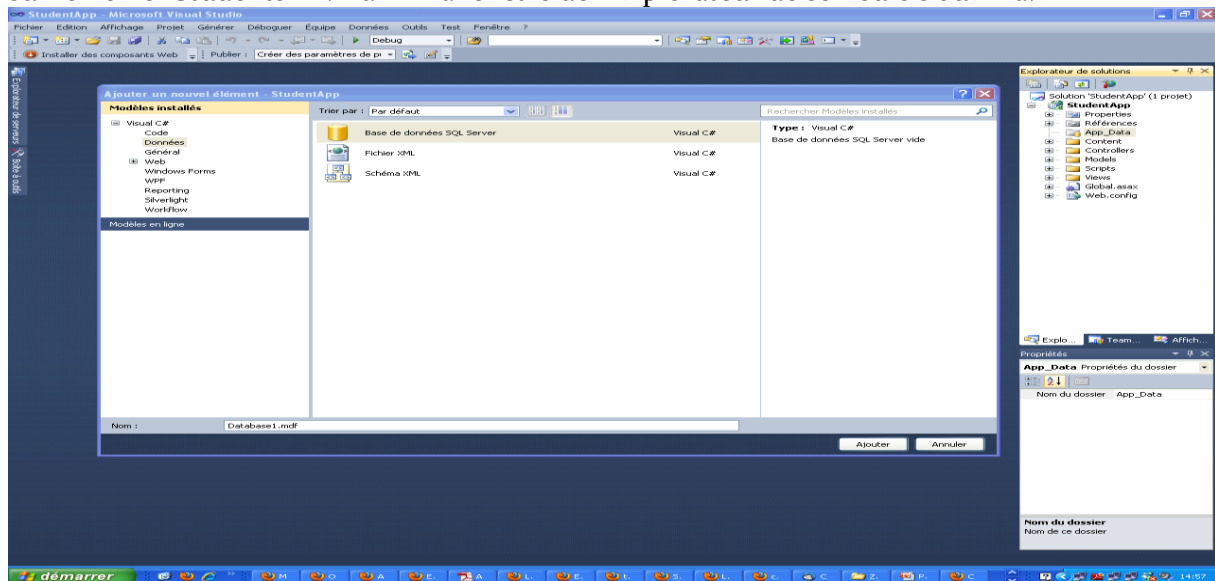 StudentApp - Microsoft Visual Studio
Fichier Edition Affichage Projet Générer Déboguer Équipe Données Outils Test Fenêtre ?
Debug
Installer des composants Web Publier : Créer des paramètres de pi
Explorateur de serveurs
Boîte à outils
Ajouter un nouvel élément - StudentApp
Modèles installés
Visual C#
Code
Données
Général
Web
Windows Forms
WPF
Reporting
Silverlight
Workflow
Modèles en ligne
Trier par : Par défaut
Rechercher Modèles installés
Base de données SQL Server Visual C#
Fichier XML Visual C#
Schéma XML Visual C#
Type : Visual C#
Base de données SQL Server vide
Nom : Database1.mdf
Ajouter Annuler
Explorateur de solutions
Solution 'StudentApp' (1 projet)
StudentApp
Properties
Références
App_Data
Content
Controllers
Models
Scripts
Views
Global.asax
Web.config
Explo... Team... Affich...
Propriétés
App_Data Propriétés du dossier
Nom du dossier App_Data
Nom du dossier
Nom de ce dossier
démarrer M O A E. A L. E. t. S. L. c. C Z. P. C 14:57